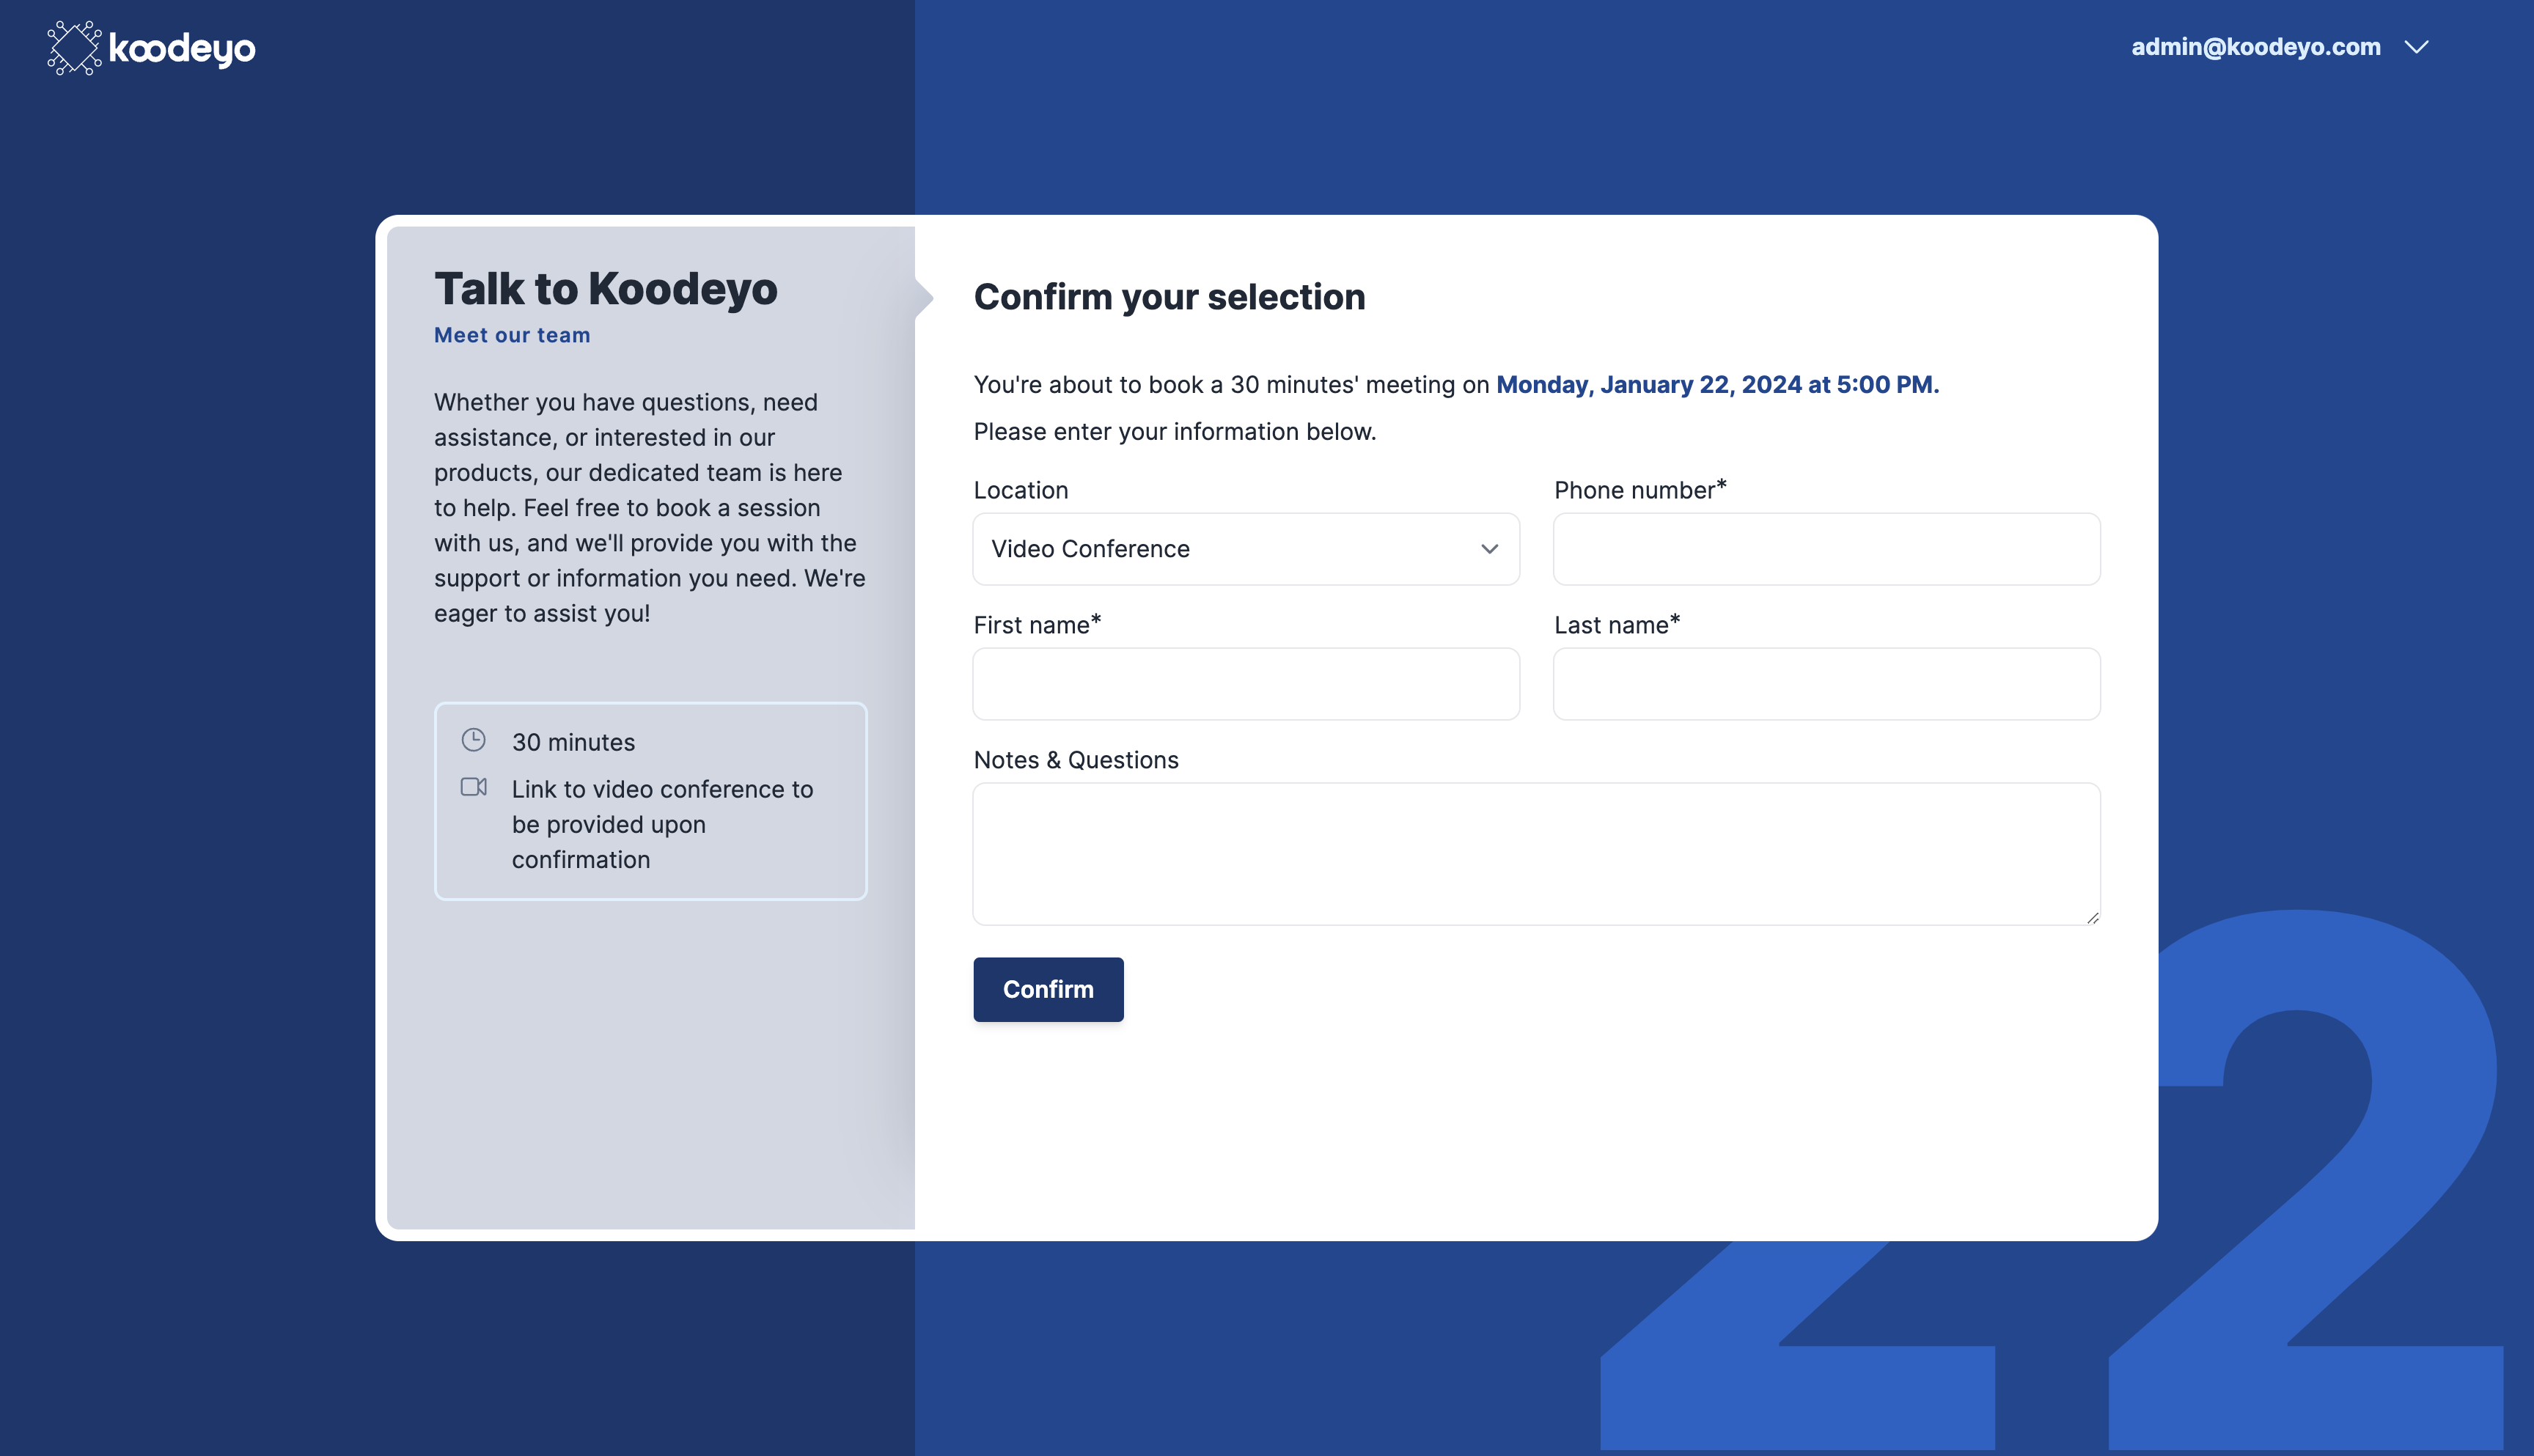 koodeyo
admin@koodeyo.com
Talk to Koodeyo
Meet our team
Whether you have questions, need
assistance, or interested in our
products, our dedicated team is here
to help. Feel free to book a session
with us, and we'll provide you with the
support or information you need. We're
eager to assist you!
30 minutes
Link to video conference to
be provided upon
confirmation
Confirm your selection
You're about to book a 30 minutes' meeting on Monday, January 22, 2024 at 5:00 PM.
Please enter your information below.
Location
Phone number*
Video Conference
First name*
Last name*
Notes & Questions
Confirm
22